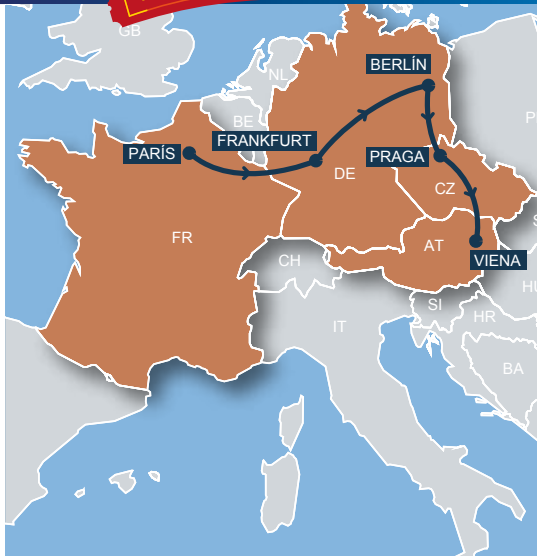 GB
BERLÍN
NL
BE
FRANKFURT
PARÍS
PRAGA
DE
CZ
FR
AT
CH
VIENA
SI
HR
IT
BA